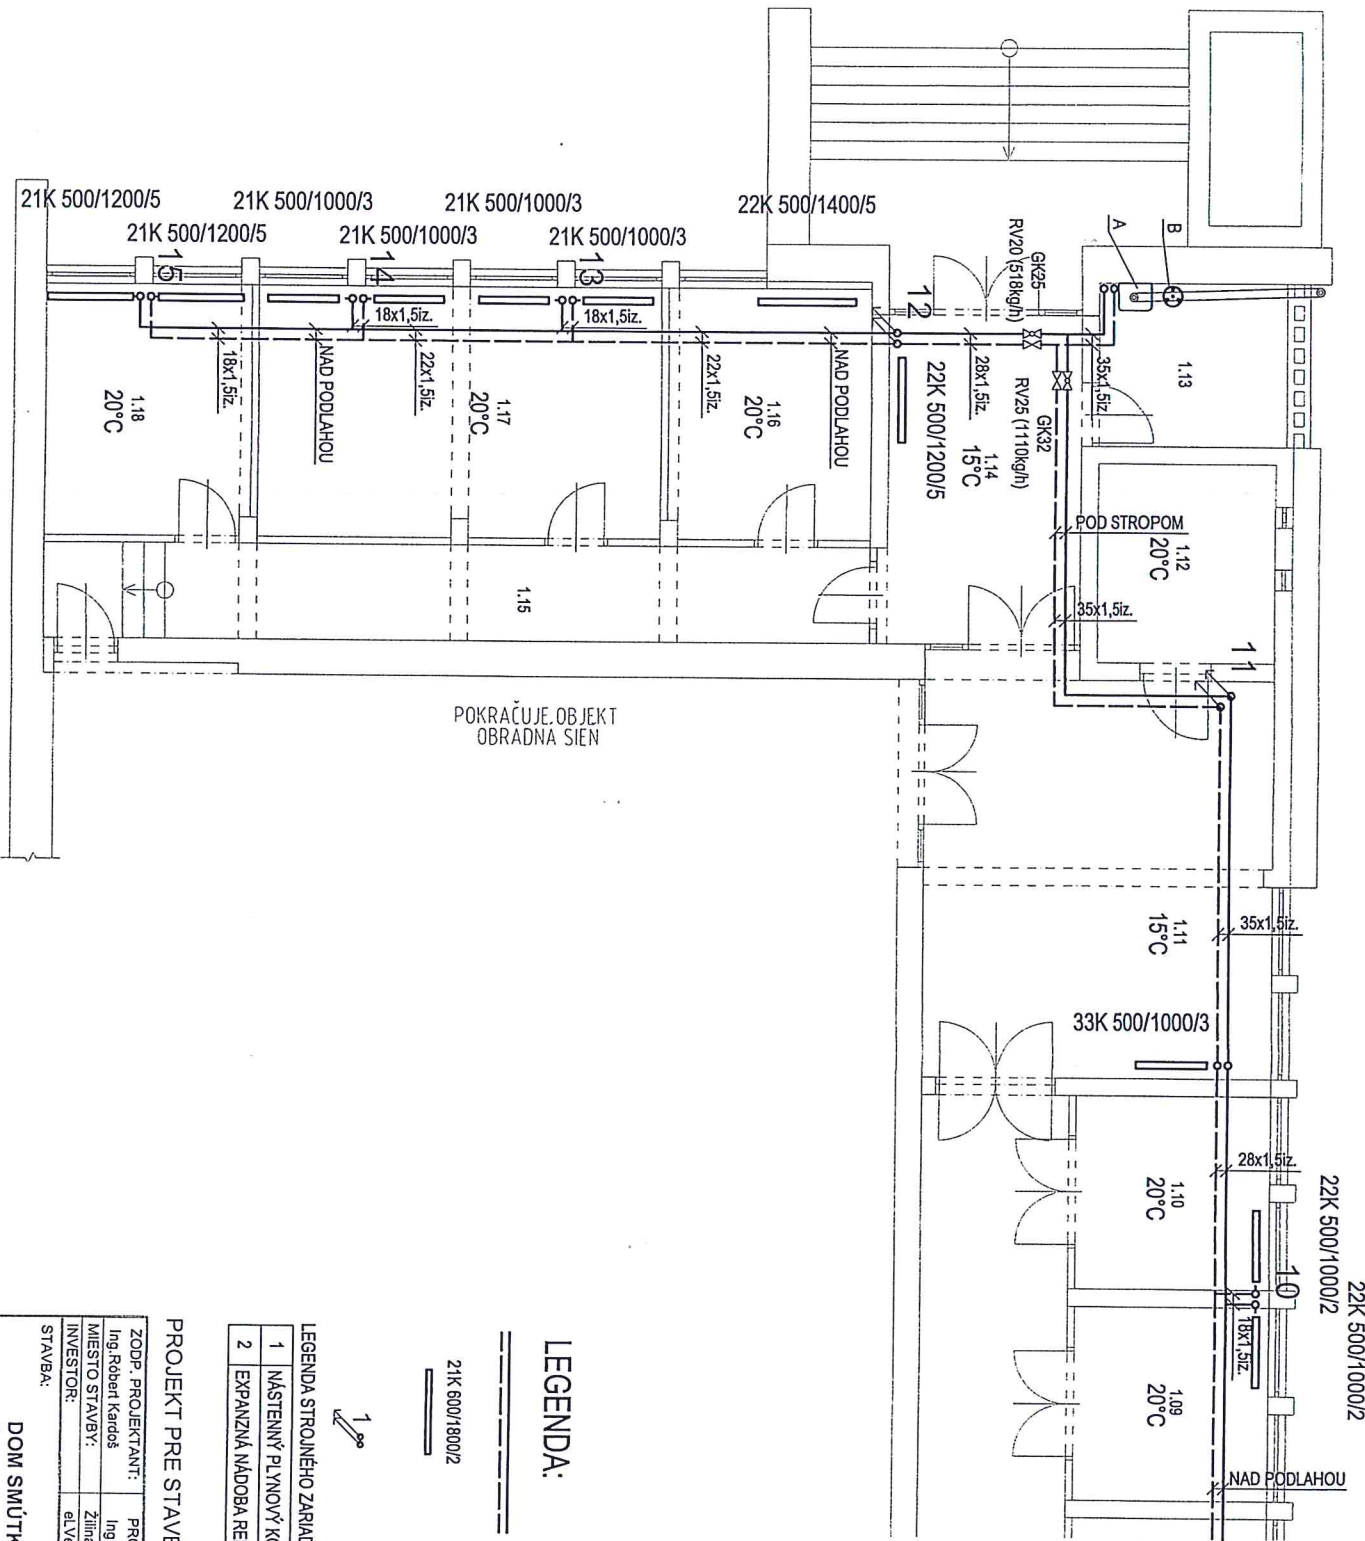 21K 500/1200/5
21K 500/1200/5
21K 500/1000/3
21K 500/1000/3
21K 500/1000/3
21K 500/1000/3
22K 500/1400/5
15
14
13
12
18x1,5iz.
18x1,5iz.
18x1,5iz.
NAD PODLAHOU
22x1,5iz.
22x1,5iz.
NAD PODLAHOU
1.18
20°C
1.17
20°C
1.16
20°C
1.15
22K 500/1200/5
28x1,5iz.
1.14
15°C
GK25
RV20 (518kg/h)
GK32
RV25 (1110kg/h)
A
B
35x1,5iz.
1.13
POD STROPOM
1.12
20°C
35x1,5iz.
11
POKRAČUJE.OBJEKT
OBRADNA SIEN
35x1,5iz.
1.11
15°C
33K 500/1000/3
28x1,5iz.
1.10
20°C
22K 500/1000/2
22K 500/1000/2
10
18x1,5iz.
1.09
20°C
NAD PODLAHOU
LEGENDA:
21K 600/1800/2
1
LEGENDA STROJNÉHO ZARIAD
1 NÁSTENNÝ PLYNOVÝ KO
2 EXPANZNÁ NÁDOBA RE
PROJEKT PRE STAVE
ZODP. PROJEKTANT: PRO
Ing.Róbert Kardoš Ing
MIESTO STAVBY: Žilina
INVESTOR: eLVe
STAVBA:
DOM SMÚTK